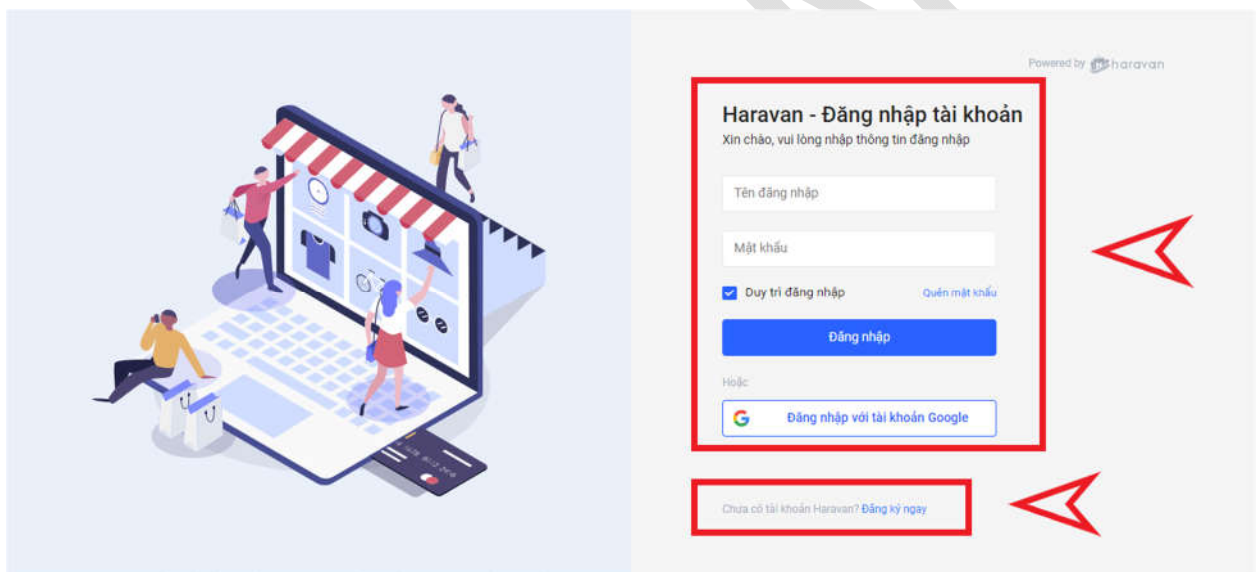 Powered by haravan
Haravan - Đăng nhập tài khoản
Xin chào, vui lòng nhập thông tin đăng nhập
Tên đăng nhập
Mật khẩu
Duy trì đăng nhập
Quên mật khẩu
Đăng nhập
Hoặc
Đăng nhập với tài khoản Google
Chưa có tài khoản Haravan? Đăng ký ngay